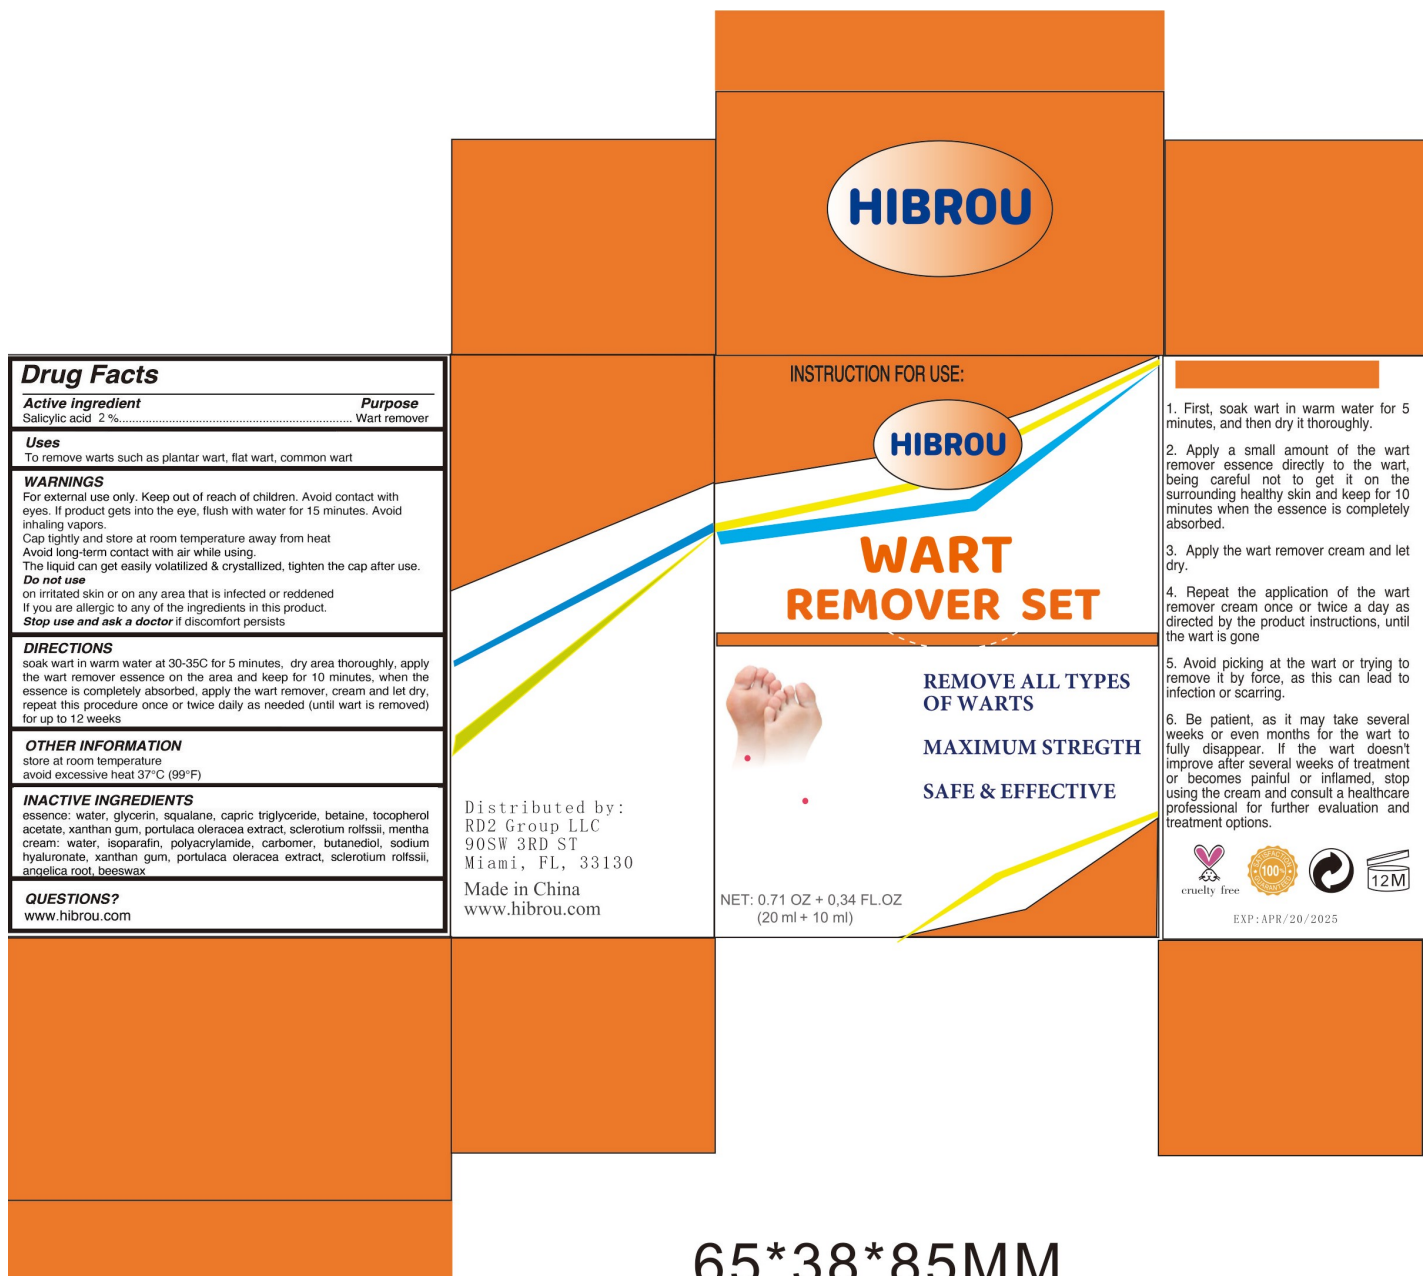 HIBROU
Drug Facts
Active ingredient Purpose
Salicylic acid 2 %...................................................................... Wart remover
Uses
To remove warts such as plantar wart, flat wart, common wart
WARNINGS
For external use only. Keep out of reach of children. Avoid contact with
eyes. If product gets into the eye, flush with water for 15 minutes. Avoid
inhaling vapors.
Cap tightly and store at room temperature away from heat
Avoid long-term contact with air while using.
The liquid can get easily volatilized & crystallized, tighten the cap after use.
Do not use
on irritated skin or on any area that is infected or reddened
If you are allergic to any of the ingredients in this product.
Stop use and ask a doctor if discomfort persists
DIRECTIONS
soak wart in warm water at 30-35C for 5 minutes, dry area thoroughly, apply
the wart remover essence on the area and keep for 10 minutes, when the
essence is completely absorbed, apply the wart remover, cream and let dry,
repeat this procedure once or twice daily as needed (until wart is removed)
for up to 12 weeks
OTHER INFORMATION
store at room temperature
avoid excessive heat 37°C (99°F)
INACTIVE INGREDIENTS
essence: water, glycerin, squalane, capric triglyceride, betaine, tocopherol
acetate, xanthan gum, portulaca oleracea extract, sclerotium rolfssii, mentha
cream: water, isoparafin, polyacrylamide, carbomer, butanediol, sodium
hyaluronate, xanthan gum, portulaca oleracea extract, sclerotium rolfssii,
angelica root, beeswax
QUESTIONS?
www.hibrou.com
Distributed by:
RD2 Group LLC
90SW 3RD ST
Miami, FL, 33130
Made in China
www.hibrou.com
INSTRUCTION FOR USE:
HIBROU
WART
REMOVER SET
REMOVE ALL TYPES
OF WARTS
MAXIMUM STREGTH
SAFE & EFFECTIVE
NET: 0.71 OZ + 0,34 FL.OZ
(20 ml + 10 ml)
1. First, soak wart in warm water for 5
minutes, and then dry it thoroughly.
2. Apply a small amount of the wart
remover essence directly to the wart,
being careful not to get it on the
surrounding healthy skin and keep for 10
minutes when the essence is completely
absorbed.
3. Apply the wart remover cream and let
dry.
4. Repeat the application of the wart
remover cream once or twice a day as
directed by the product instructions, until
the wart is gone
5. Avoid picking at the wart or trying to
remove it by force, as this can lead to
infection or scarring.
6. Be patient, as it may take several
weeks or even months for the wart to
fully disappear. If the wart doesn't
improve after several weeks of treatment
or becomes painful or inflamed, stop
using the cream and consult a healthcare
professional for further evaluation and
treatment options.
cruelty free
SATISFACTION
100%
GUARANTEED
12M
EXP:APR/20/2025
65*38*85MM